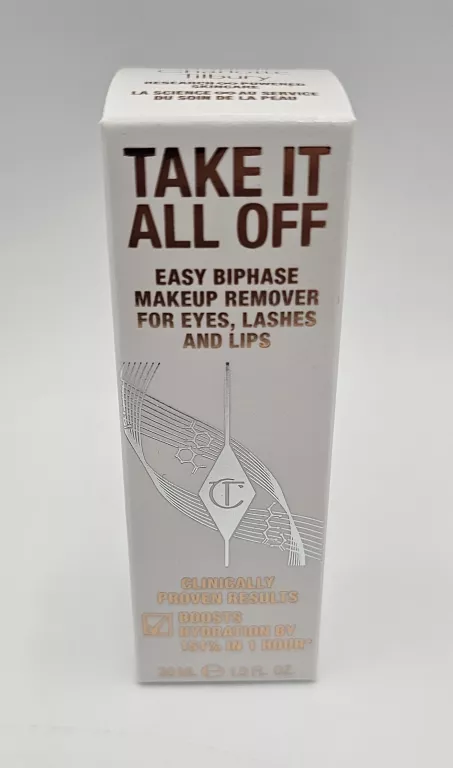 Charlotte
Tilbury
RESEARCH POWERED
SKINCARE
LA SCIENCE AU SERVICE
DU SOIN DE LA PEAU
TAKE IT
ALL OFF
EASY BIPHASE
MAKEUP REMOVER
FOR EYES, LASHES
AND LIPS
CT
CLINICALLY
PROVEN RESULTS
BOOSTS
HYDRATION BY
IN 1 HOUR*
30 ML ℮ FL. OZ.